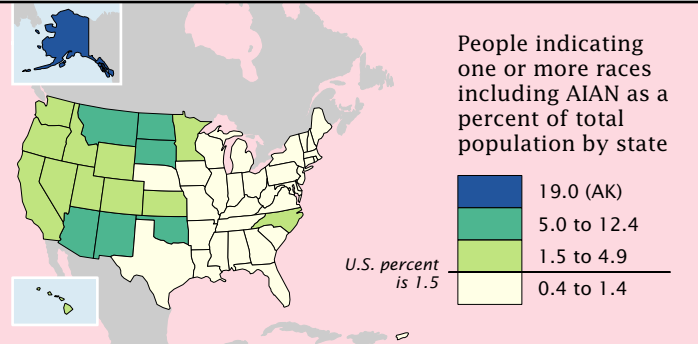 People indicating
one or more races
including AIAN as a
percent of total
population by state
19.0 (AK)
5.0 to 12.4
1.5 to 4.9
U.S. percent
is 1.5
0.4 to 1.4